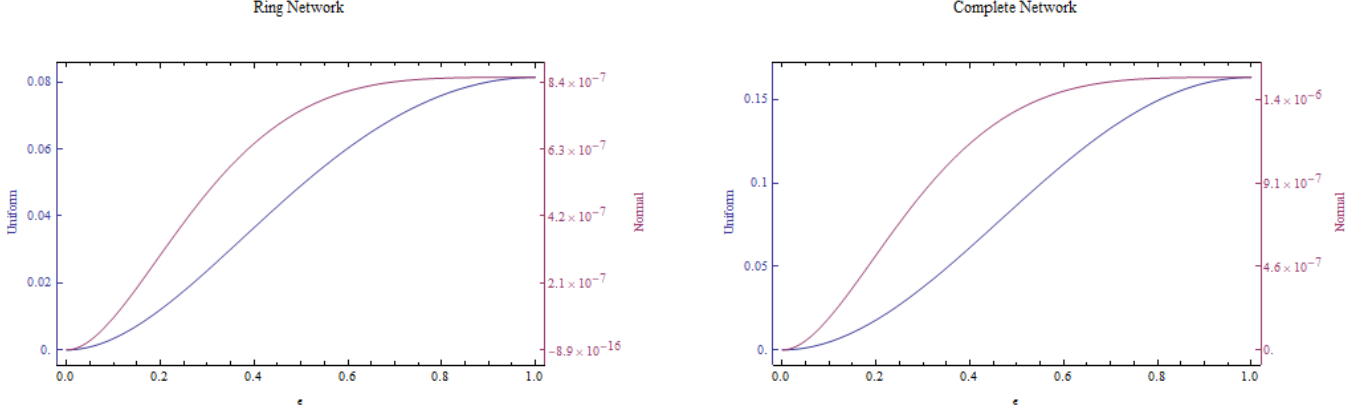 Ring Network
0.08
0.06
0.04
0.02
0.
Uniform
8.4×10⁻⁷
6.3×10⁻⁷
4.2×10⁻⁷
2.1×10⁻⁷
-8.9×10⁻¹⁶
Normal
0.0 0.2 0.4 0.6 0.8 1.0
Complete Network
0.15
0.1
0.05
0.
Uniform
1.4×10⁻⁶
9.1×10⁻⁷
4.6×10⁻⁷
0.
Normal
0.0 0.2 0.4 0.6 0.8 1.0